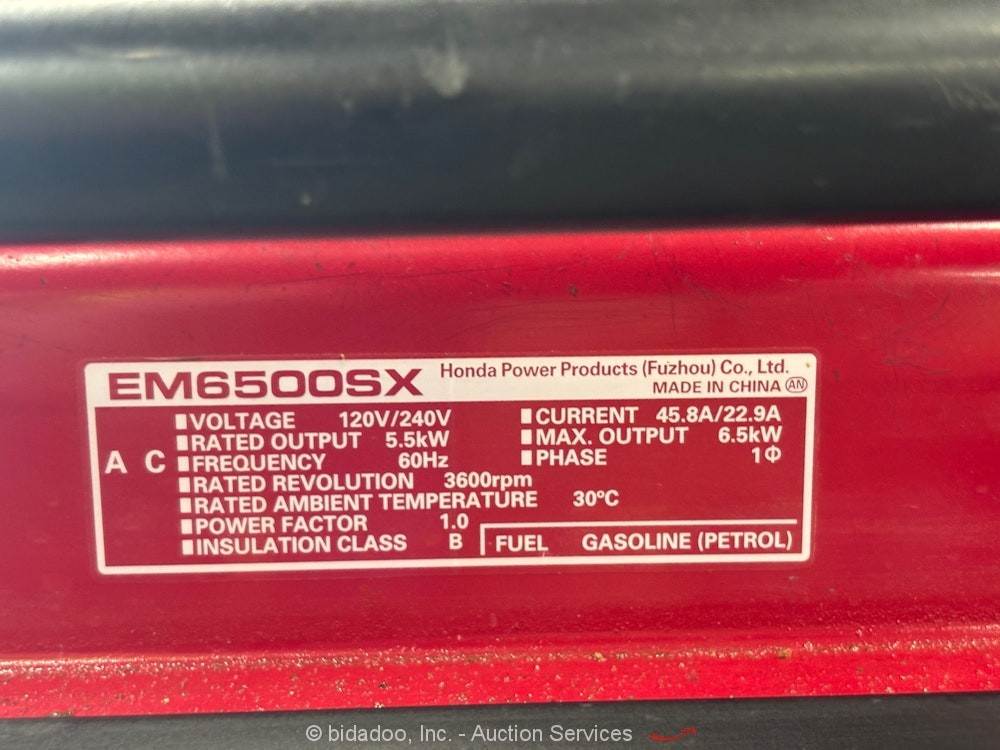 EM6500SX Honda Power Products (Fuzhou) Co., Ltd.
MADE IN CHINA AN
VOLTAGE 120V/240V CURRENT 45.8A/22.9A
RATED OUTPUT 5.5kW MAX. OUTPUT 6.5kW
A C FREQUENCY 60Hz PHASE 1Φ
RATED REVOLUTION 3600rpm
RATED AMBIENT TEMPERATURE 30ºC
POWER FACTOR 1.0
INSULATION CLASS B FUEL GASOLINE (PETROL)
© bidadoo, Inc. - Auction Services